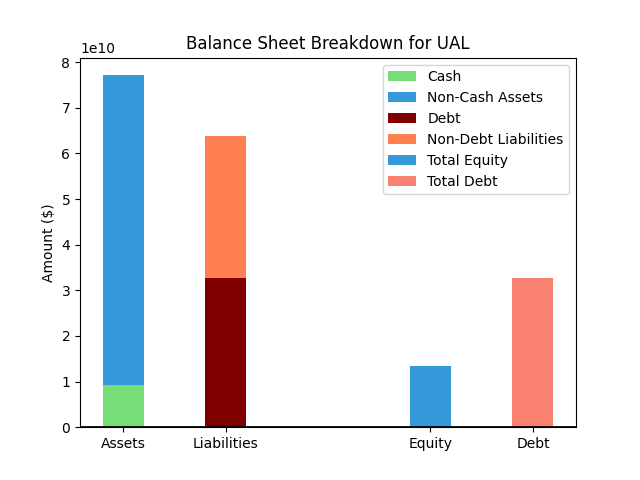 Balance Sheet Breakdown for UAL
1e10
8
7
6
5
4
3
2
1
0
Amount ($)
Cash
Non-Cash Assets
Debt
Non-Debt Liabilities
Total Equity
Total Debt
Assets
Liabilities
Equity
Debt